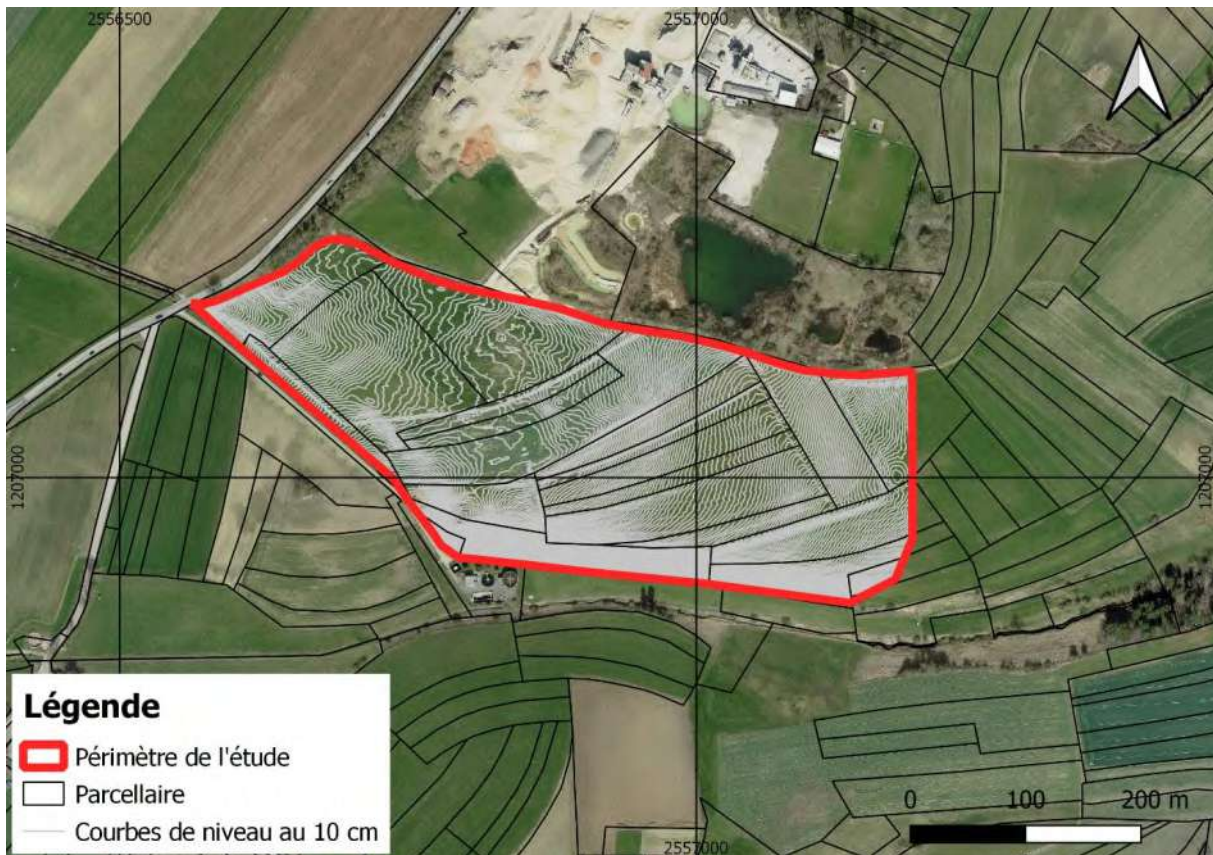 2556500
2557000
1207000
1207000
Légende
Périmètre de l'étude
Parcellaire
Courbes de niveau au 10 cm
0 100 200 m
2557000